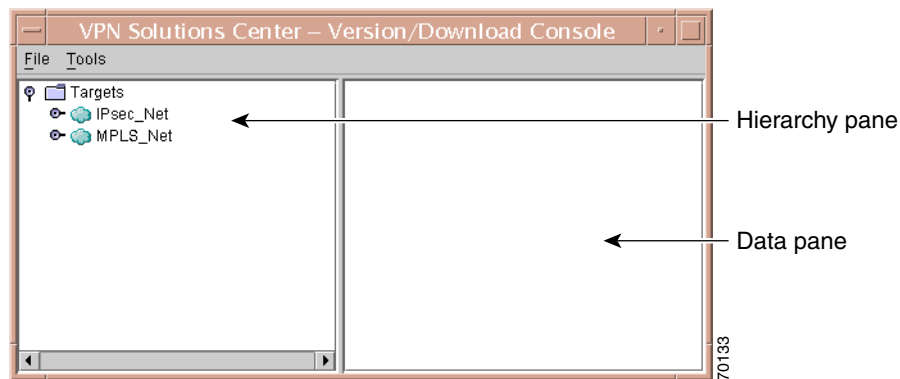 VPN Solutions Center – Version/Download Console
File Tools
Targets
IPsec_Net
MPLS_Net
Hierarchy pane
Data pane
70133